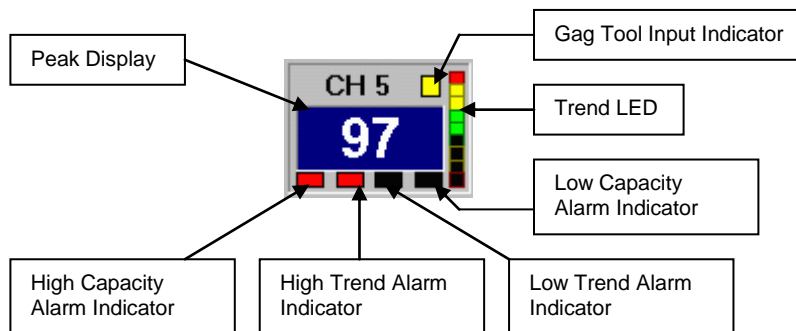 Gag Tool Input Indicator
Peak Display
CH 5
97
Trend LED
Low Capacity
Alarm Indicator
High Capacity
Alarm Indicator
High Trend Alarm
Indicator
Low Trend Alarm
Indicator